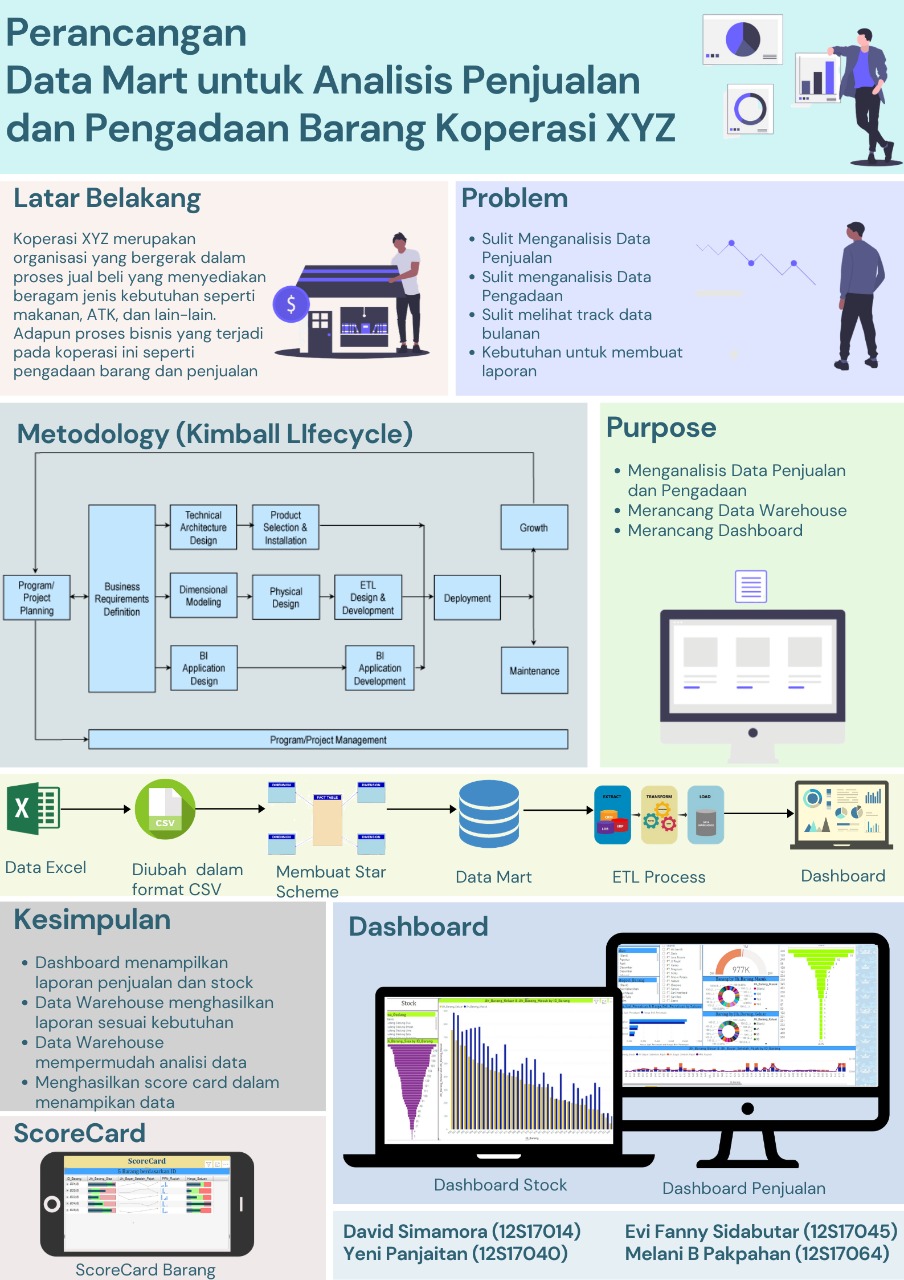 Perancangan
Data Mart untuk Analisis Penjualan
dan Pengadaan Barang Koperasi XYZ
Latar Belakang
Koperasi XYZ merupakan
organisasi yang bergerak dalam
proses jual beli yang menyediakan
beragam jenis kebutuhan seperti
makanan, ATK, dan lain-lain.
Adapun proses bisnis yang terjadi
pada koperasi ini seperti
pengadaan barang dan penjualan
$
Problem
• Sulit Menganalisis Data
Penjualan
• Sulit menganalisis Data
Pengadaan
• Sulit melihat track data
bulanan
• Kebutuhan untuk membuat
laporan
Metodology (Kimball LIfecycle)
Program/
Project
Planning
Business
Requirements
Definition
Technical
Architecture
Design
Product
Selection &
Installation
Dimensional
Modeling
Physical
Design
ETL
Design &
Development
BI
Application
Design
BI
Application
Development
Deployment
Growth
Maintenance
Program/Project Management
Purpose
• Menganalisis Data Penjualan
dan Pengadaan
• Merancang Data Warehouse
• Merancang Dashboard
X
CSV
FACT TABLE
EXTRACT
TRANSFORM
LOAD
Data Excel
Diubah dalam
format CSV
Membuat Star
Scheme
Data Mart
ETL Process
Dashboard
Kesimpulan
• Dashboard menampilkan
laporan penjualan dan stock
• Data Warehouse menghasilkan
laporan sesuai kebutuhan
• Data Warehouse
mempermudah analisi data
• Menghasilkan score card dalam
menampikan data
Dashboard
Stock
977K
Dashboard Stock
Dashboard Penjualan
ScoreCard
ScoreCard
5 Barang berdasarkan ID
ScoreCard Barang
David Simamora (12S17014)
Yeni Panjaitan (12S17040)
Evi Fanny Sidabutar (12S17045)
Melani B Pakpahan (12S17064)